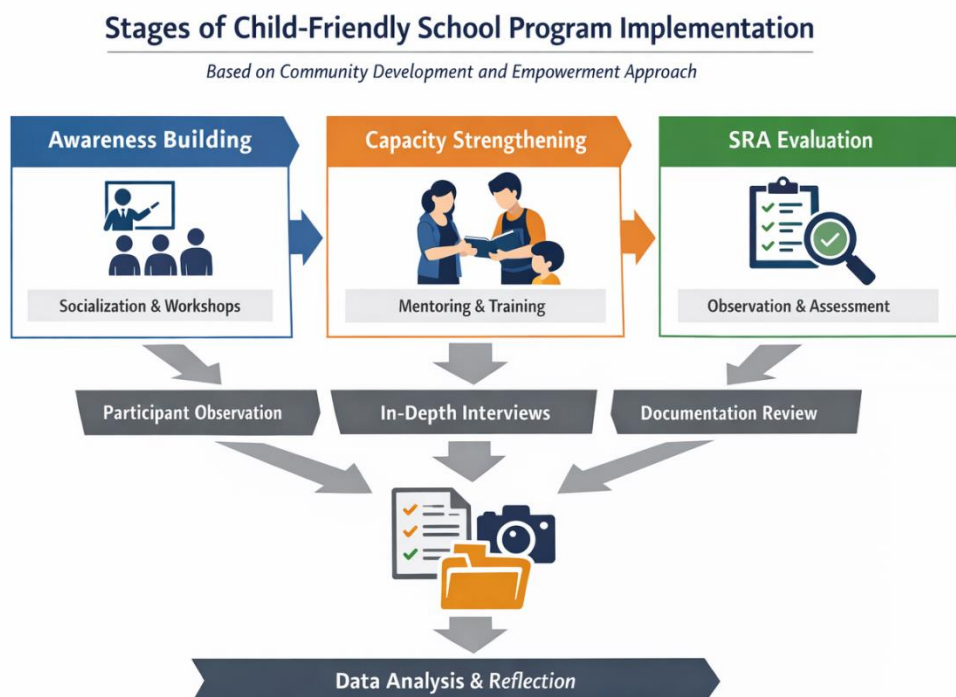 Stages of Child-Friendly School Program Implementation
Based on Community Development and Empowerment Approach
Awareness Building
Capacity Strengthening
SRA Evaluation
Socialization & Workshops
Mentoring & Training
Observation & Assessment
Participant Observation
In-Depth Interviews
Documentation Review
Data Analysis & Reflection